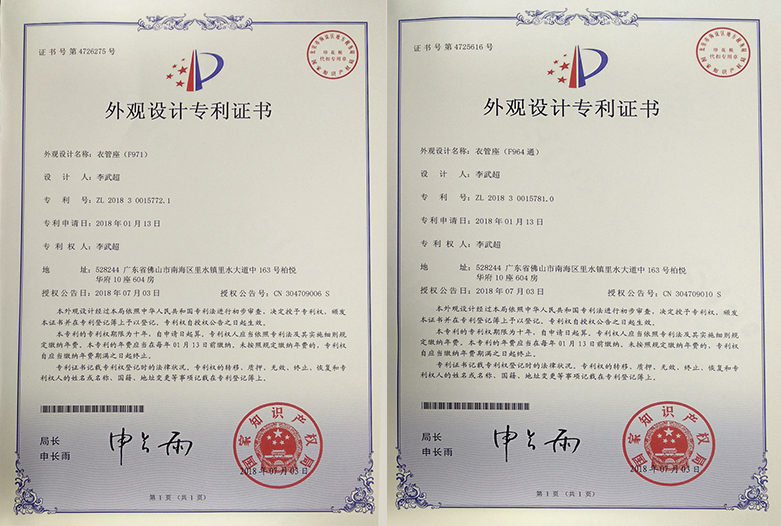 证书号第4726275号
外观设计专利证书
外观设计名称：衣管座（F971）
设计人：李武超
专利号：ZL 2018 3 0015772.1
专利申请日：2018年01月13日
专利权人：李武超
地址：528244 广东省佛山市南海区里水镇里水大道中163号柏悦
华府10座604房
授权公告日：2018年07月03日 授权公告号：CN 304709006 S
本外观设计经过本局依照中华人民共和国专利法进行初步审查，决定授予专利权，颁发
本证书并在专利登记簿上予以登记。专利权自授权公告之日起生效。
本专利的专利权期限为十年，自申请日起算。专利权人应当依照专利法及其实施细则规
定缴纳年费。本专利的年费应当在每年01月13日前缴纳。未按照规定缴纳年费的，专利权
自应当缴纳年费期满之日起终止。
专利证书记载专利权登记时的法律状况。专利权的转移、质押、无效、终止、恢复和专
利权人的姓名或名称、国籍、地址变更等事项记载在专利登记簿上。
局长
申长雨
申长雨
国家知识产权局
2018年07月03日
第1页（共1页）
证书号第4725616号
外观设计专利证书
外观设计名称：衣管座（F964通）
设计人：李武超
专利号：ZL 2018 3 0015781.0
专利申请日：2018年01月13日
专利权人：李武超
地址：528244 广东省佛山市南海区里水镇里水大道中163号柏悦
华府10座604房
授权公告日：2018年07月03日 授权公告号：CN 304709010 S
本外观设计经过本局依照中华人民共和国专利法进行初步审查，决定授予专利权，颁发
本证书并在专利登记簿上予以登记。专利权自授权公告之日起生效。
本专利的专利权期限为十年，自申请日起算。专利权人应当依照专利法及其实施细则规
定缴纳年费。本专利的年费应当在每年01月13日前缴纳。未按照规定缴纳年费的，专利权
自应当缴纳年费期满之日起终止。
专利证书记载专利权登记时的法律状况。专利权的转移、质押、无效、终止、恢复和专
利权人的姓名或名称、国籍、地址变更等事项记载在专利登记簿上。
局长
申长雨
申长雨
国家知识产权局
2018年07月03日
第1页（共1页）